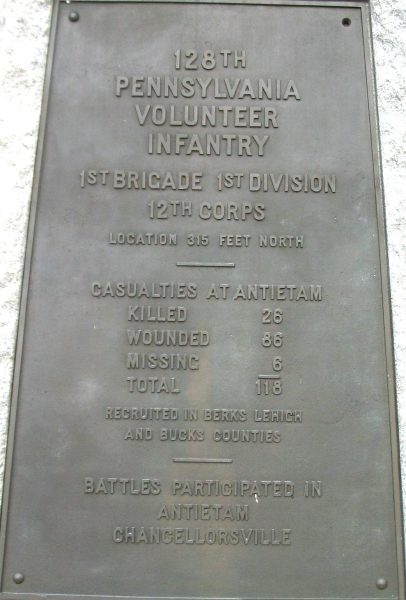 128TH
PENNSYLVANIA
VOLUNTEER
INFANTRY
1ST BRIGADE 1ST DIVISION
12TH CORPS
LOCATION 315 FEET NORTH
CASUALTIES AT ANTIETAM
KILLED 26
WOUNDED 86
MISSING 6
TOTAL 118
RECRUITED IN BERKS LEHIGH
AND BUCKS COUNTIES
BATTLES PARTICIPATED IN
ANTIETAM
CHANCELLORSVILLE